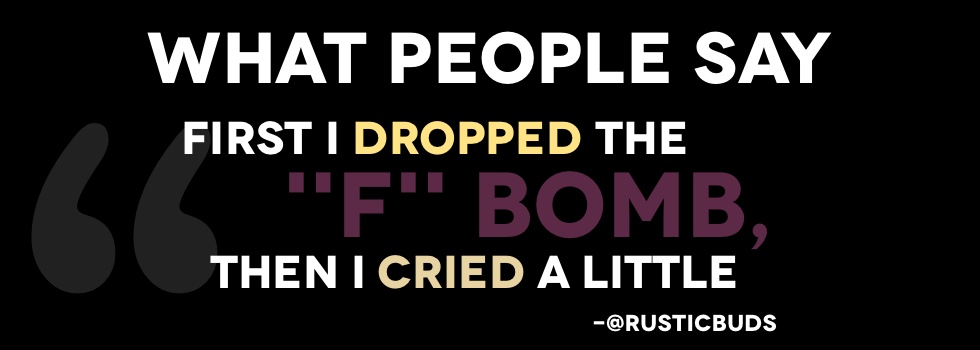 WHAT PEOPLE SAY
FIRST I DROPPED THE
"F" BOMB,
THEN I CRIED A LITTLE
–@RUSTICBUDS